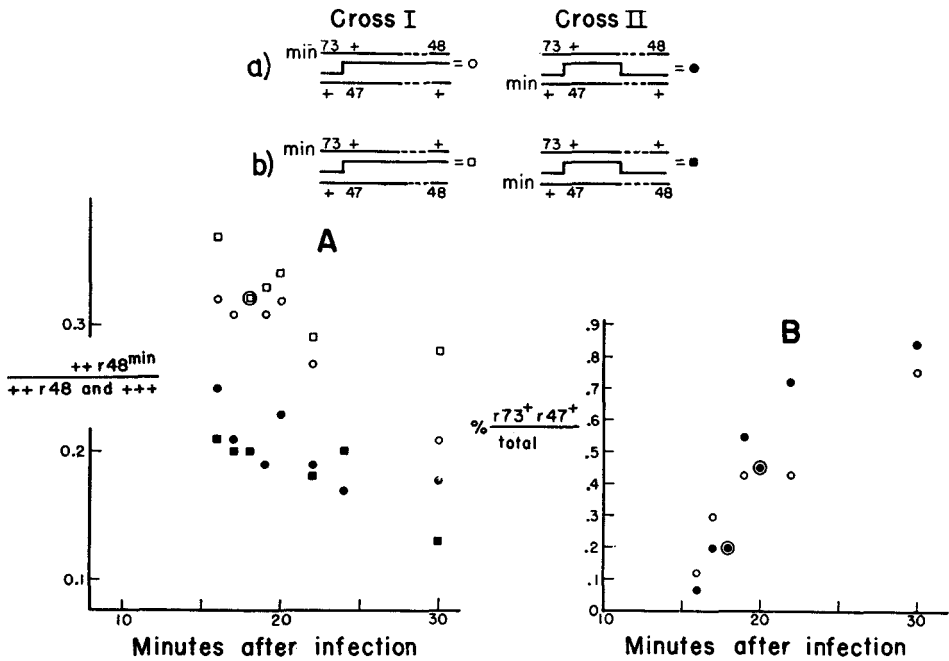 Cross I Cross II
a) min 73 + 48 = ○ 73 + 48 = ●
+ 47 + min + 47 +
b) min 73 + + = □ 73 + + = ■
+ 47 48 min + 47 48
A
0.3
0.2
0.1
++ r48min
++ r48 and +++
10 20 30
Minutes after infection
B
.9
.8
.7
.6
.5
.4
.3
.2
.1
0
% r73+ r47+
total
10 20 30
Minutes after infection